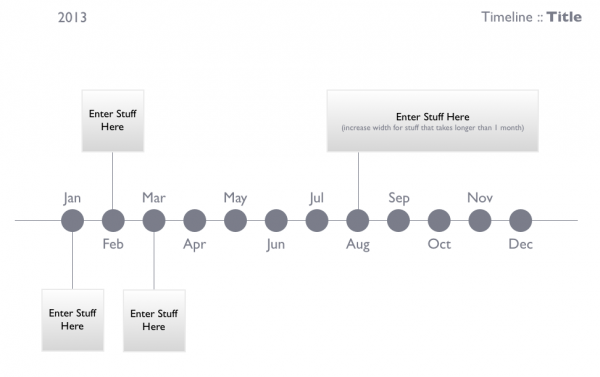 2013
Timeline :: Title
Enter Stuff
Here
Enter Stuff Here
(increase width for stuff that takes longer than 1 month)
Jan
Mar
May
Jul
Sep
Nov
Feb
Apr
Jun
Aug
Oct
Dec
Enter Stuff
Here
Enter Stuff
Here